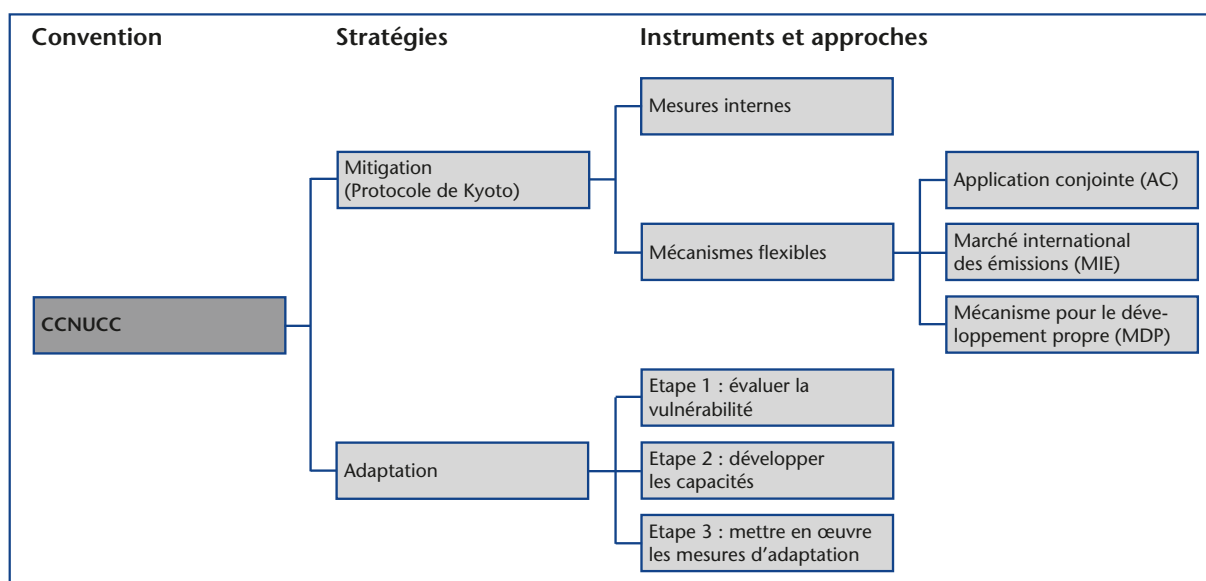 Convention
Stratégies
Instruments et approches
Mesures internes
Mitigation
(Protocole de Kyoto)
Application conjointe (AC)
Mécanismes flexibles
Marché international
des émissions (MIE)
CCNUCC
Mécanisme pour le déve-
loppement propre (MDP)
Etape 1 : évaluer la
vulnérabilité
Adaptation
Etape 2 : développer
les capacités
Etape 3 : mettre en œuvre
les mesures d’adaptation